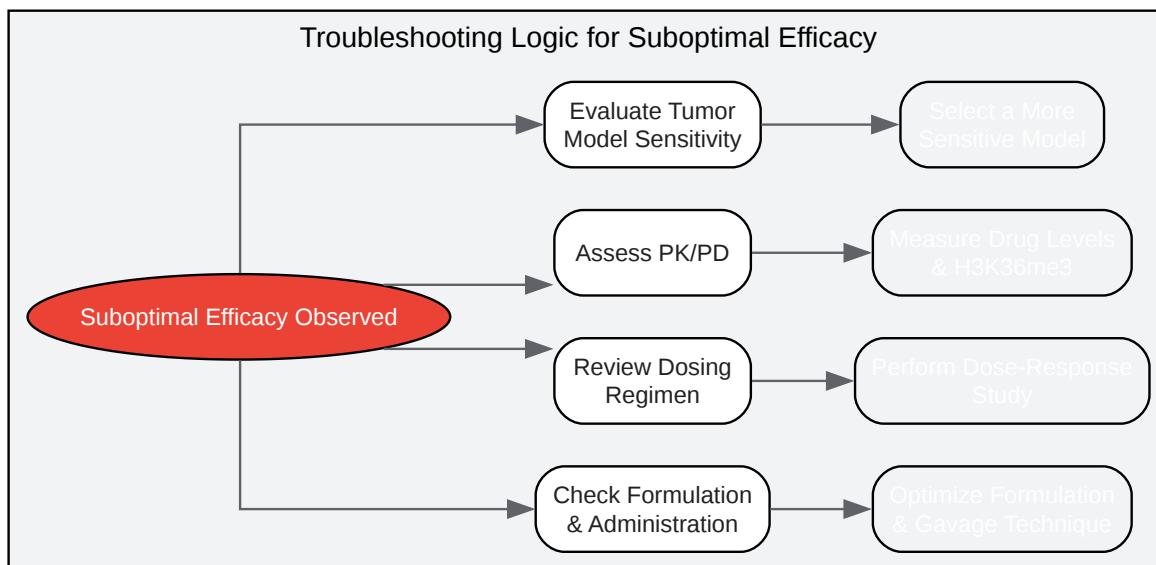 Troubleshooting Logic for Suboptimal Efficacy
Evaluate Tumor
Model Sensitivity
Select a More
Sensitive Model
Assess PK/PD
Measure Drug Levels
& H3K36me3
Suboptimal Efficacy Observed
Review Dosing
Regimen
Perform Dose-Response
Study
Check Formulation
& Administration
Optimize Formulation
& Gavage Technique